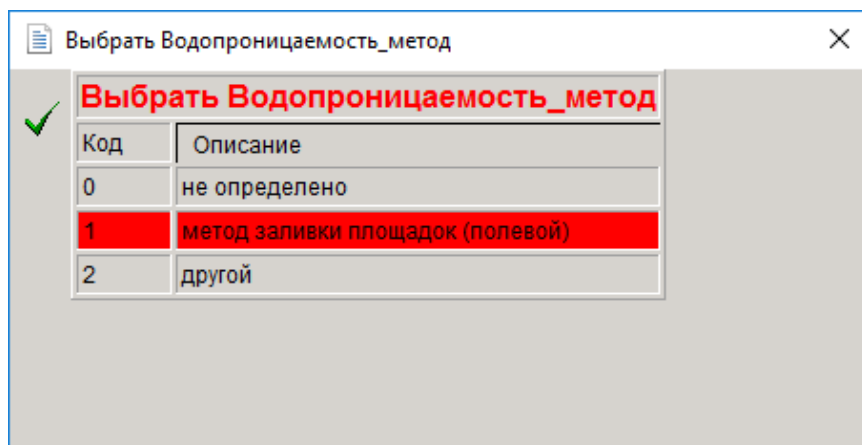 Выбрать Водопроницаемость_метод
Выбрать Водопроницаемость_метод
Код Описание
0 не определено
1 метод заливки площадок (полевой)
2 другой